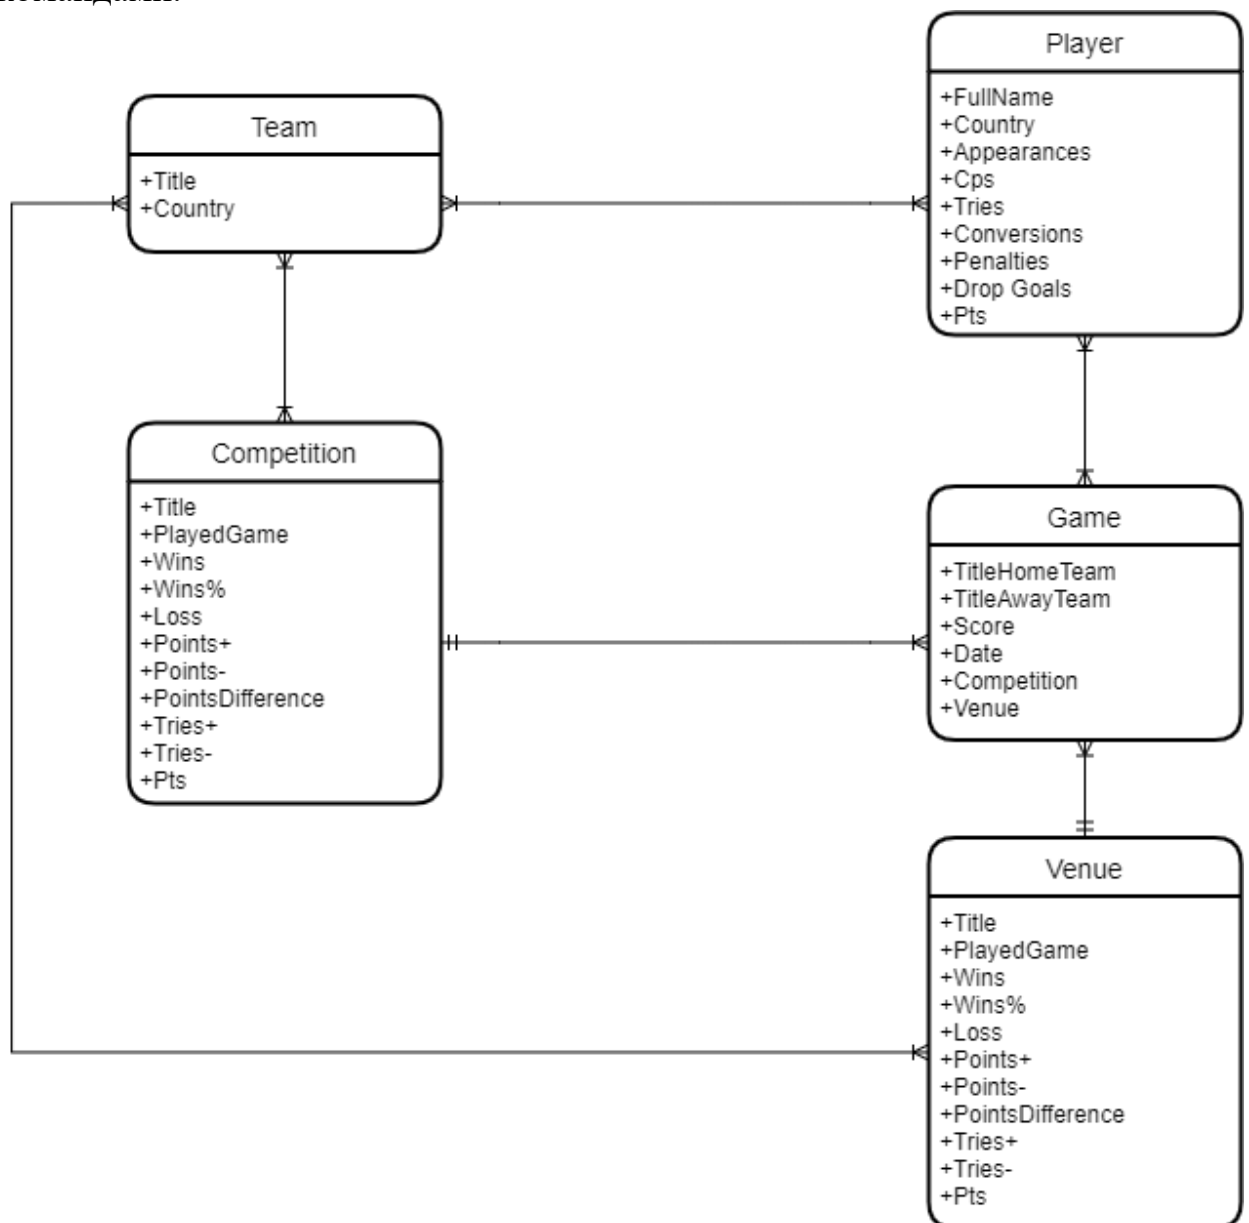 командами.
Player
+FullName
+Country
+Appearances
+Cps
+Tries
+Conversions
+Penalties
+Drop Goals
+Pts
Team
+Title
+Country
Competition
+Title
+PlayedGame
+Wins
+Wins%
+Loss
+Points+
+Points-
+PointsDifference
+Tries+
+Tries-
+Pts
Game
+TitleHomeTeam
+TitleAwayTeam
+Score
+Date
+Competition
+Venue
Venue
+Title
+PlayedGame
+Wins
+Wins%
+Loss
+Points+
+Points-
+PointsDifference
+Tries+
+Tries-
+Pts